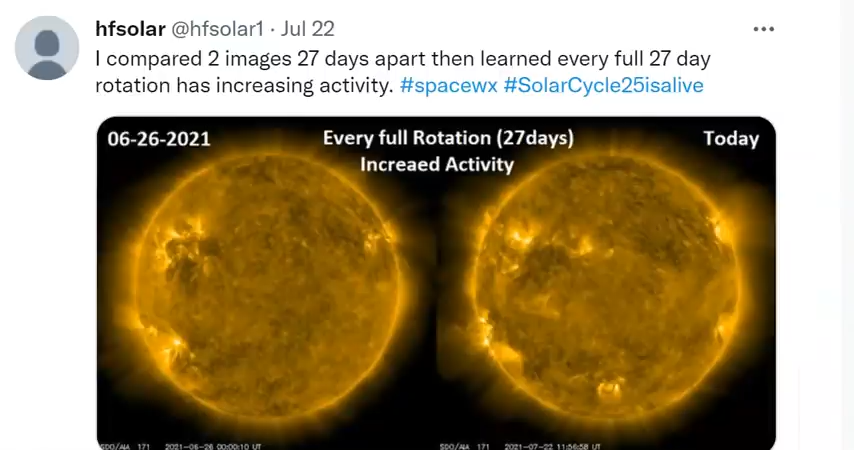 hfsolar @hfsolar1 · Jul 22
I compared 2 images 27 days apart then learned every full 27 day
rotation has increasing activity. #spacewx #SolarCycle25isalive
06-26-2021 Every full Rotation (27days) Today
Increaed Activity
SDO/AIA 171 2021-06-26 00:00:10 UT SDO/AIA 171 2021-07-22 11:56:58 UT